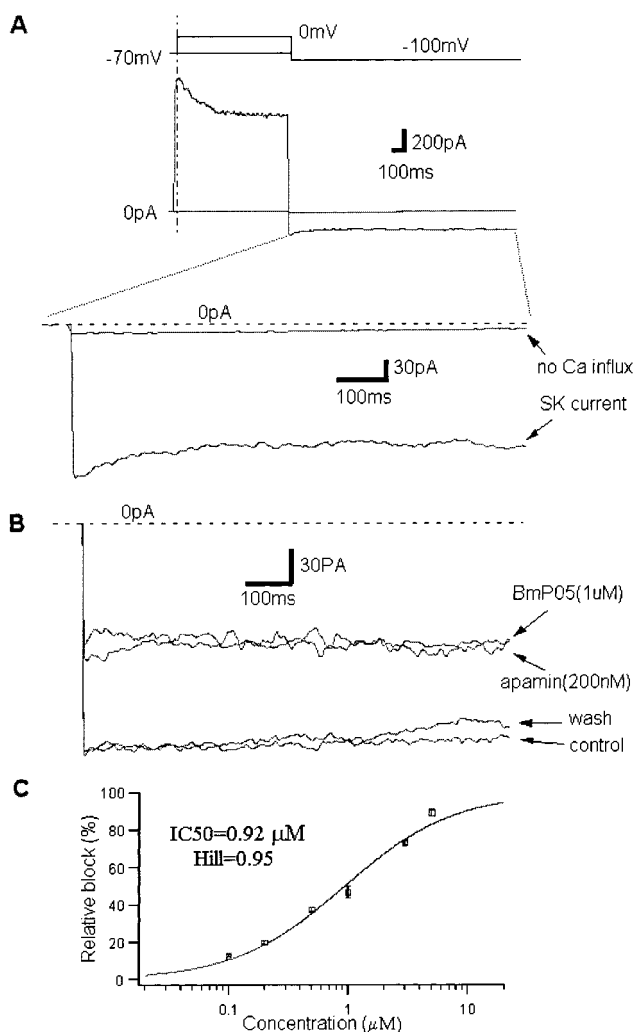 A
0mV
-70mV
-100mV
200pA
100ms
0pA
0pA
no Ca influx
30pA
100ms
SK current
B
0pA
30PA
100ms
BmP05(1uM)
apamin(200nM)
wash
control
C
Relative block (%)
100
80
60
40
20
0
IC50=0.92 μM
Hill=0.95
0.1
1
10
Concentration (μM)